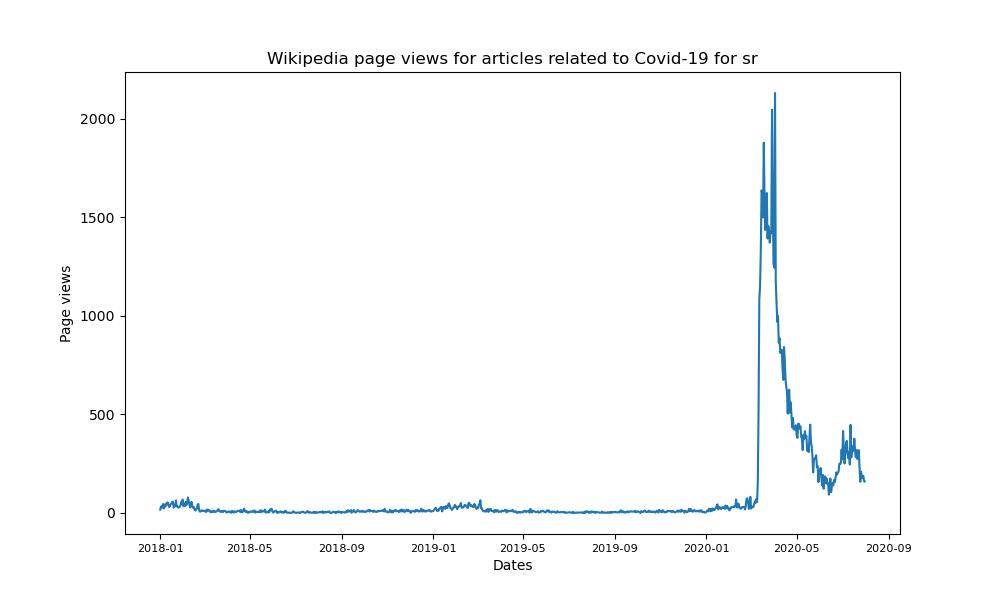 Wikipedia page views for articles related to Covid-19 for sr
2000
1500
1000
500
0
Page views
2018-01 2018-05 2018-09 2019-01 2019-05 2019-09 2020-01 2020-05 2020-09
Dates